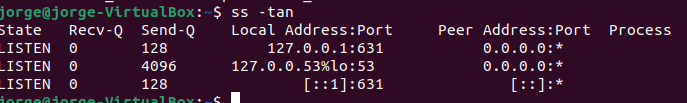 jorge@jorge-VirtualBox:~$ ss -tan
State   Recv-Q  Send-Q   Local Address:Port   Peer Address:Port  Process
LISTEN  0       128          127.0.0.1:631         0.0.0.0:*
LISTEN  0       4096     127.0.0.53%lo:53          0.0.0.0:*
LISTEN  0       128              [::1]:631            [::]:*
jorge@jorge-VirtualBox:~$